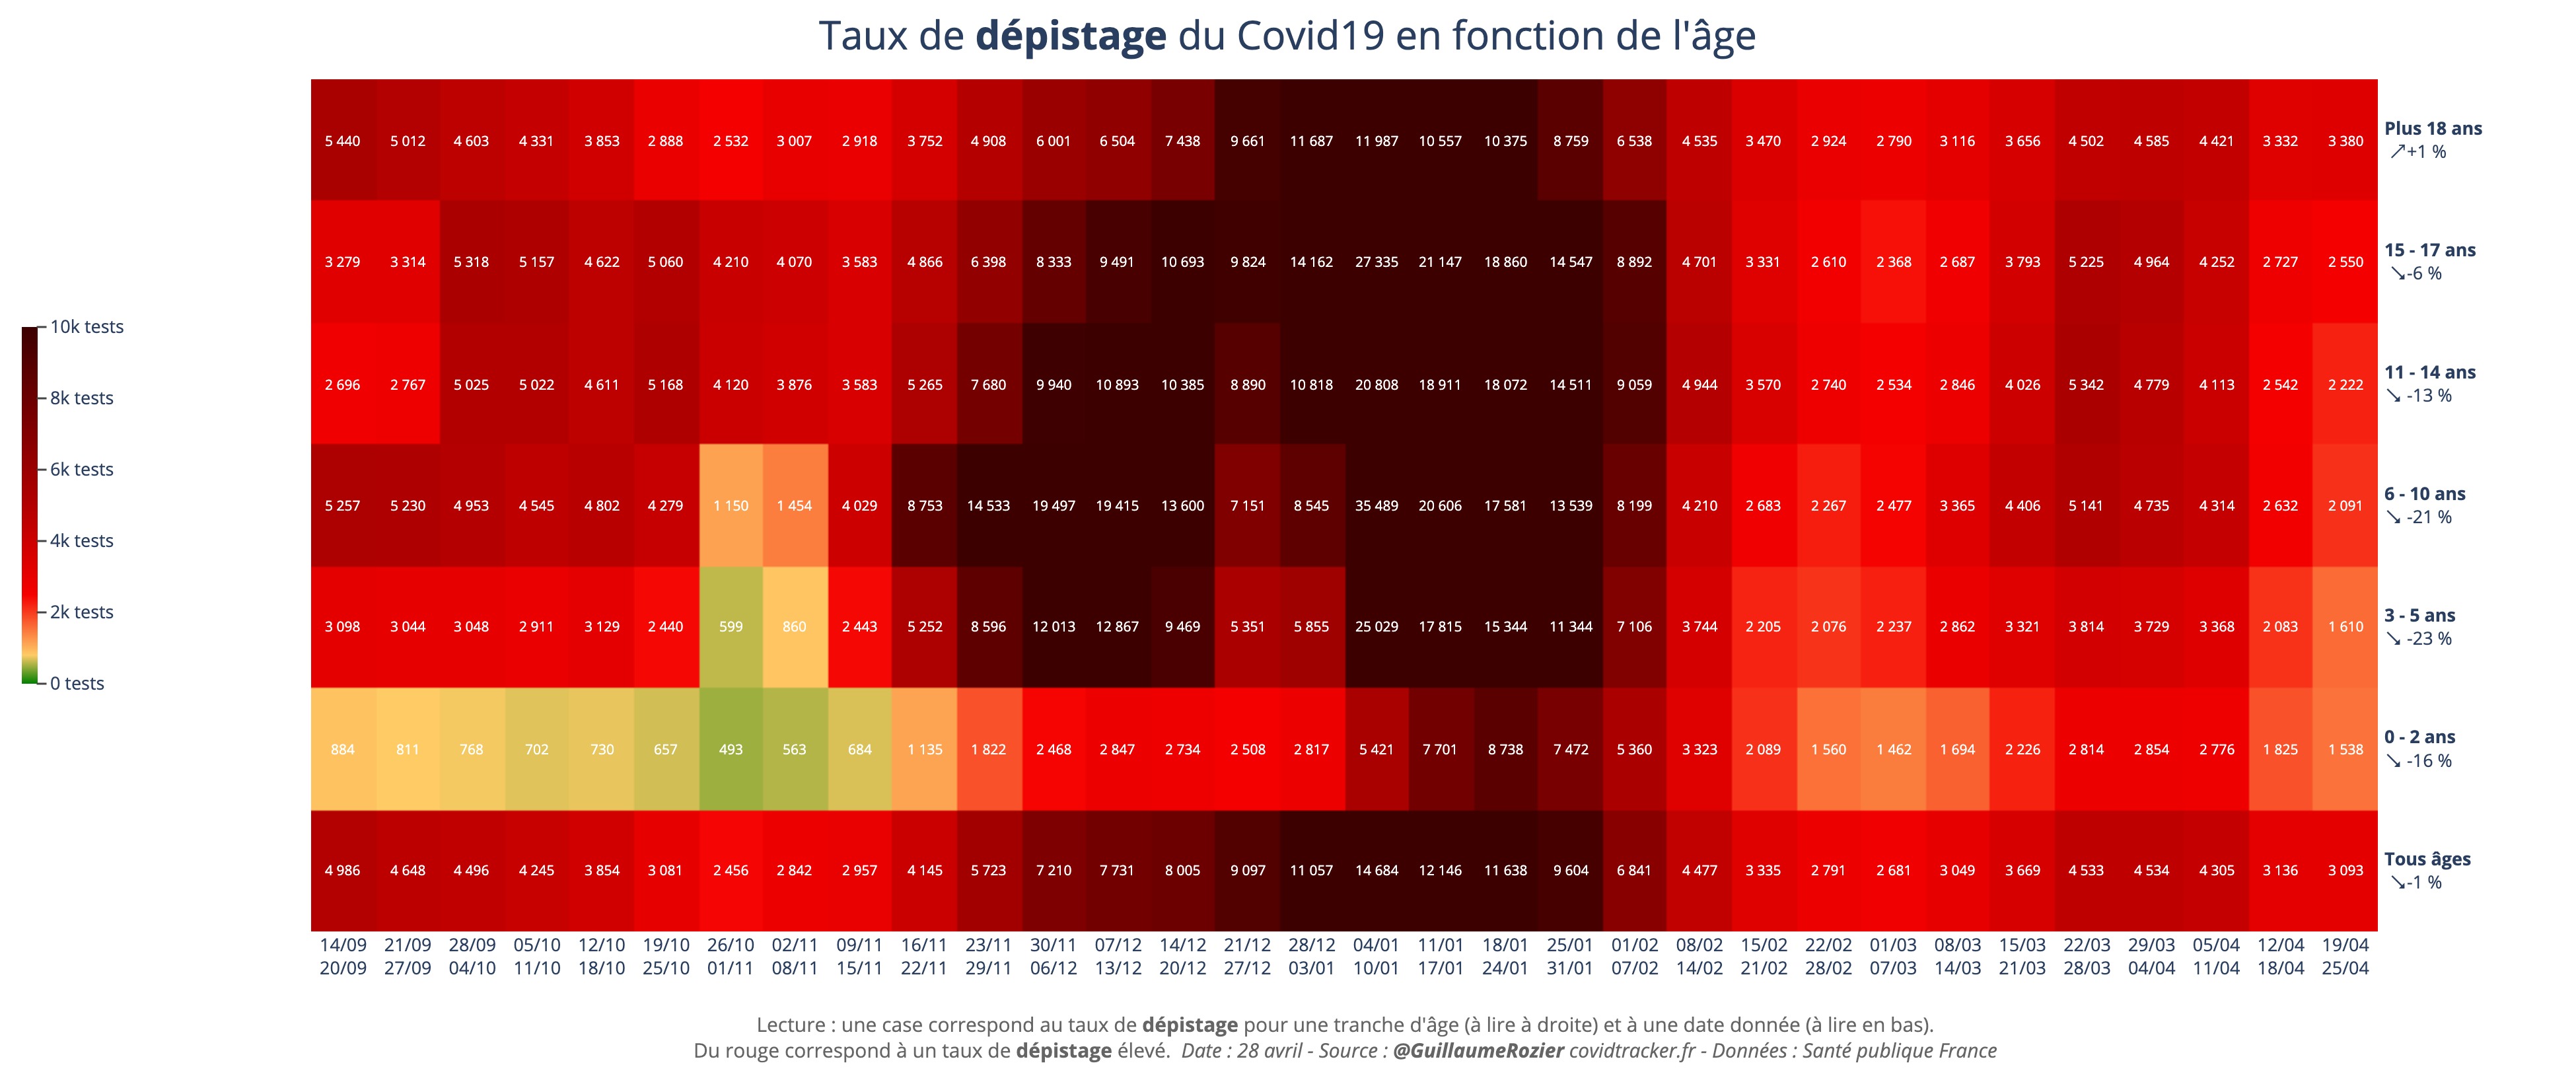 Taux de dépistage du Covid19 en fonction de l'âge
5 440 5 012 4 603 4 331 3 853 2 888 2 532 3 007 2 918 3 752 4 908 6 001 6 504 7 438 9 661 11 687 11 987 10 557 10 375 8 759 6 538 4 535 3 470 2 924 2 790 3 116 3 656 4 502 4 585 4 421 3 332 3 380
Plus 18 ans
↗+1 %
3 279 3 314 5 318 5 157 4 622 5 060 4 210 4 070 3 583 4 866 6 398 8 333 9 491 10 693 9 824 14 162 27 335 21 147 18 860 14 547 8 892 4 701 3 331 2 610 2 368 2 687 3 793 5 225 4 964 4 252 2 727 2 550
15 - 17 ans
↘-6 %
2 696 2 767 5 025 5 022 4 611 5 168 4 120 3 876 3 583 5 265 7 680 9 940 10 893 10 385 8 890 10 818 20 808 18 911 18 072 14 511 9 059 4 944 3 570 2 740 2 534 2 846 4 026 5 342 4 779 4 113 2 542 2 222
11 - 14 ans
↘ -13 %
5 257 5 230 4 953 4 545 4 802 4 279 1 150 1 454 4 029 8 753 14 533 19 497 19 415 13 600 7 151 8 545 35 489 20 606 17 581 13 539 8 199 4 210 2 683 2 267 2 477 3 365 4 406 5 141 4 735 4 314 2 632 2 091
6 - 10 ans
↘ -21 %
3 098 3 044 3 048 2 911 3 129 2 440 599 860 2 443 5 252 8 596 12 013 12 867 9 469 5 351 5 855 25 029 17 815 15 344 11 344 7 106 3 744 2 205 2 076 2 237 2 862 3 321 3 814 3 729 3 368 2 083 1 610
3 - 5 ans
↘ -23 %
884 811 768 702 730 657 493 563 684 1 135 1 822 2 468 2 847 2 734 2 508 2 817 5 421 7 701 8 738 7 472 5 360 3 323 2 089 1 560 1 462 1 694 2 226 2 814 2 854 2 776 1 825 1 538
0 - 2 ans
↘ -16 %
4 986 4 648 4 496 4 245 3 854 3 081 2 456 2 842 2 957 4 145 5 723 7 210 7 731 8 005 9 097 11 057 14 684 12 146 11 638 9 604 6 841 4 477 3 335 2 791 2 681 3 049 3 669 4 533 4 534 4 305 3 136 3 093
Tous âges
↘-1 %
10k tests
8k tests
6k tests
4k tests
2k tests
0 tests
14/09 21/09 28/09 05/10 12/10 19/10 26/10 02/11 09/11 16/11 23/11 30/11 07/12 14/12 21/12 28/12 04/01 11/01 18/01 25/01 01/02 08/02 15/02 22/02 01/03 08/03 15/03 22/03 29/03 05/04 12/04 19/04
20/09 27/09 04/10 11/10 18/10 25/10 01/11 08/11 15/11 22/11 29/11 06/12 13/12 20/12 27/12 03/01 10/01 17/01 24/01 31/01 07/02 14/02 21/02 28/02 07/03 14/03 21/03 28/03 04/04 11/04 18/04 25/04
Lecture : une case correspond au taux de dépistage pour une tranche d'âge (à lire à droite) et à une date donnée (à lire en bas).
Du rouge correspond à un taux de dépistage élevé. Date : 28 avril - Source : @GuillaumeRozier covidtracker.fr - Données : Santé publique France